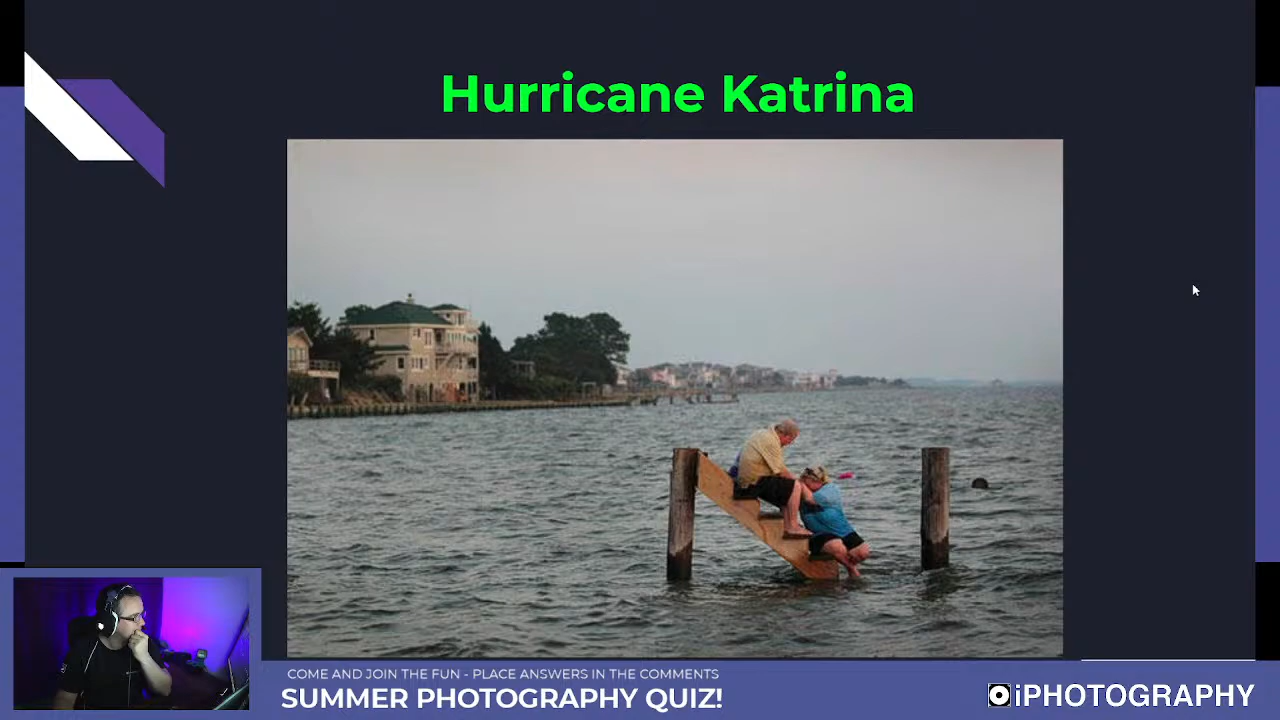 Hurricane Katrina
COME AND JOIN THE FUN - PLACE ANSWERS IN THE COMMENTS
SUMMER PHOTOGRAPHY QUIZ!
iPHOTOGRAPHY